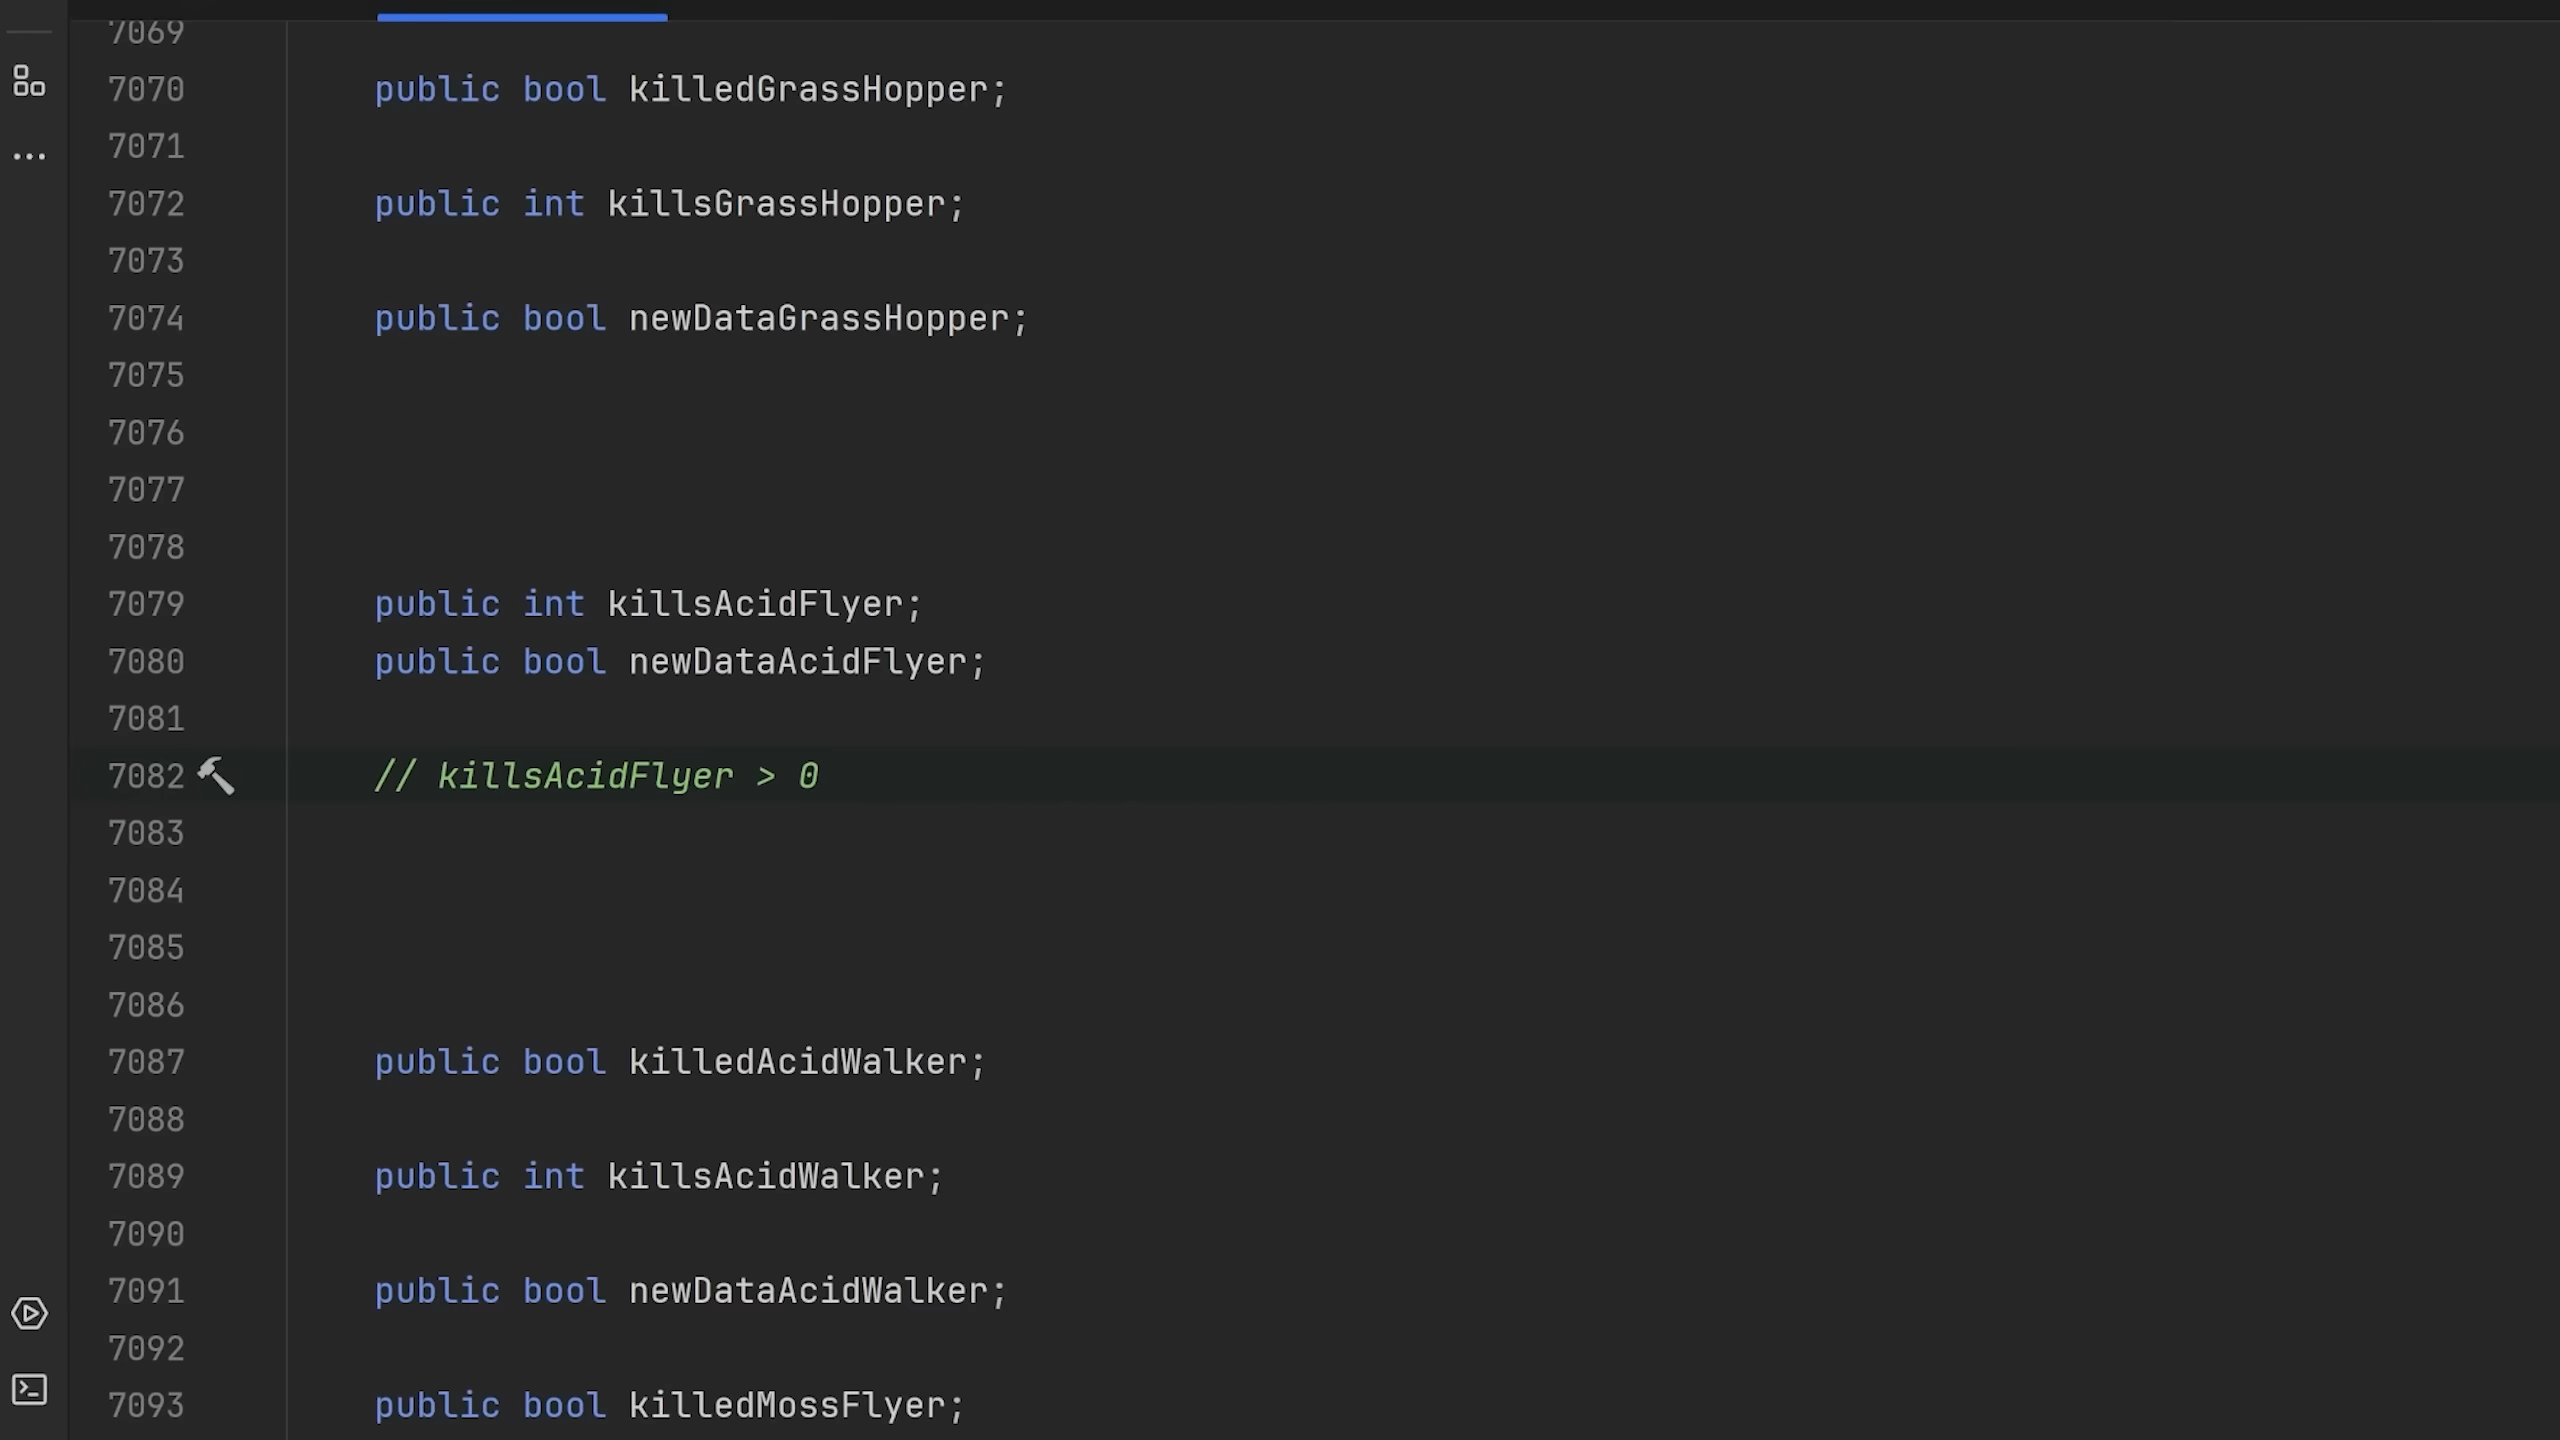 7069
7070 public bool killedGrassHopper;
7071
7072 public int killsGrassHopper;
7073
7074 public bool newDataGrassHopper;
7075
7076
7077
7078
7079 public int killsAcidFlyer;
7080 public bool newDataAcidFlyer;
7081
7082 // killsAcidFlyer > 0
7083
7084
7085
7086
7087 public bool killedAcidWalker;
7088
7089 public int killsAcidWalker;
7090
7091 public bool newDataAcidWalker;
7092
7093 public bool killedMossFlyer;